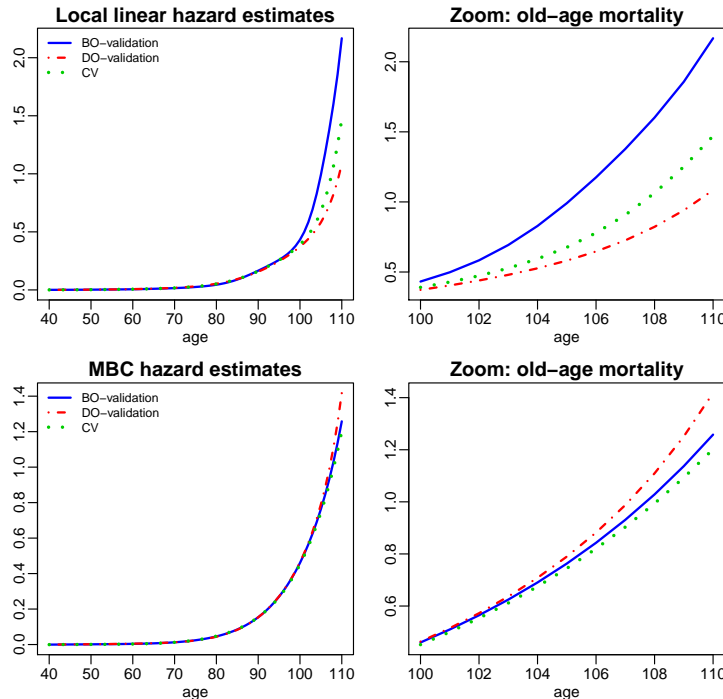 Local linear hazard estimates
BO−validation
DO−validation
CV
0.0 0.5 1.0 1.5 2.0
40 50 60 70 80 90 100 110
age
Zoom: old−age mortality
0.5 1.0 1.5 2.0
100 102 104 106 108 110
age
MBC hazard estimates
BO−validation
DO−validation
CV
0.0 0.2 0.4 0.6 0.8 1.0 1.2 1.4
40 50 60 70 80 90 100 110
age
Zoom: old−age mortality
0.6 0.8 1.0 1.2 1.4
100 102 104 106 108 110
age